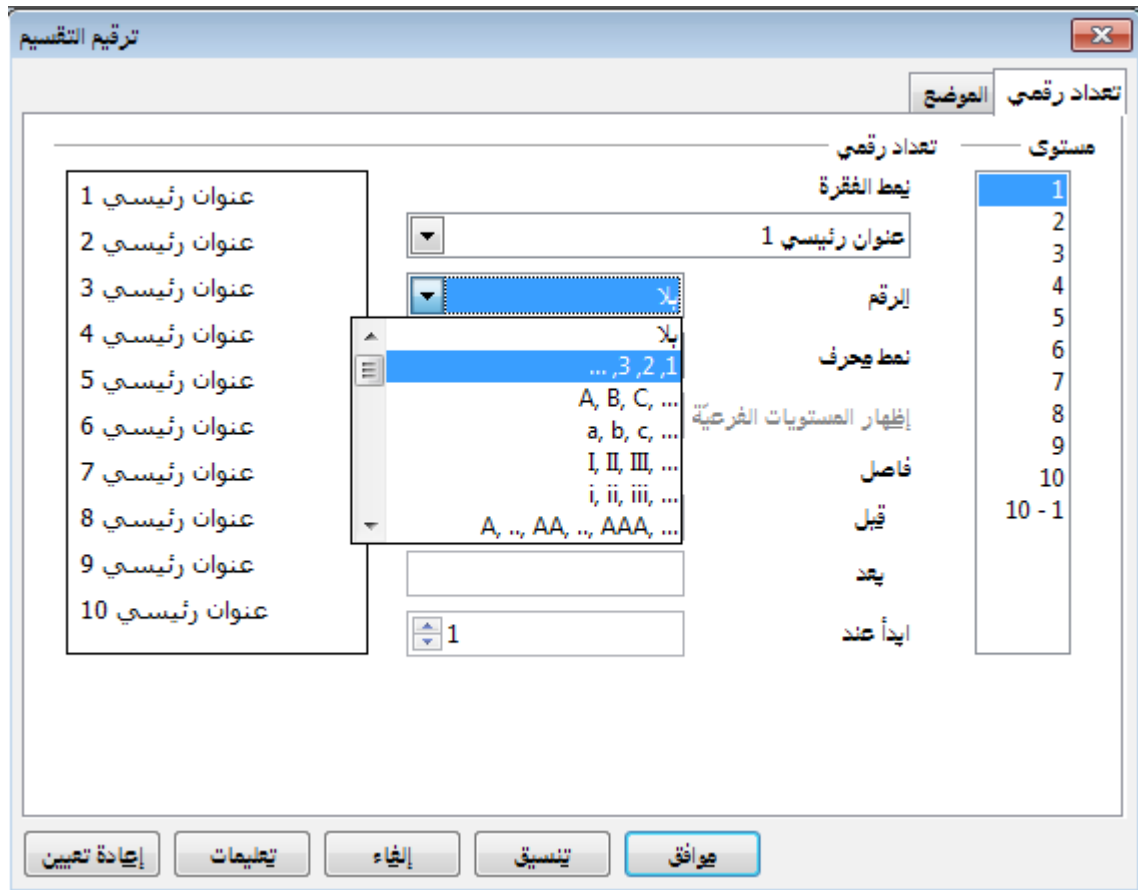 ترقيم التقسيم
تعداد رقمي
الموضع
مستوى
1
2
3
4
5
6
7
8
9
10
1 - 10
تعداد رقمي
نمط الفقرة
عنوان رئيسي 1
الرقم
بلا
بلا
1, 2, 3, ...
A, B, C, ...
a, b, c, ...
I, II, III, ...
i, ii, iii, ...
A, .., AA, .., AAA, ...
نمط محرف
إظهار المستويات الفرعيّة
فاصل
قبل
بعد
ابدأ عند
1
عنوان رئيسي 1
عنوان رئيسي 2
عنوان رئيسي 3
عنوان رئيسي 4
عنوان رئيسي 5
عنوان رئيسي 6
عنوان رئيسي 7
عنوان رئيسي 8
عنوان رئيسي 9
عنوان رئيسي 10
موافق
تنسيق
إلغاء
تعليمات
إعادة تعيين